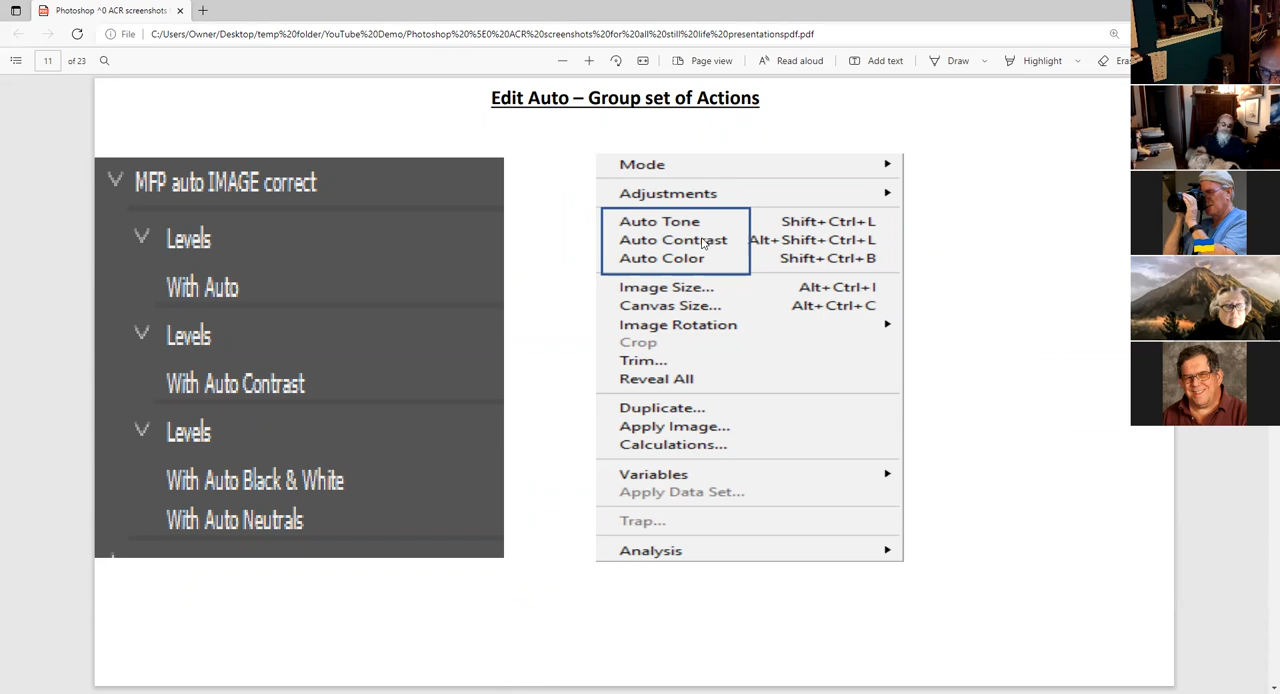 Photoshop ^0 ACR screenshots
File C:/Users/Owner/Desktop/temp%20folder/YouTube%20Demo/Photoshop%20%5E0%20ACR%20screenshots%20for%20all%20still%20life%20presentationspdf.pdf
11 of 23 Page view Read aloud Add text Draw Highlight Eras
Edit Auto – Group set of Actions
MFP auto IMAGE correct
Levels
With Auto
Levels
With Auto Contrast
Levels
With Auto Black & White
With Auto Neutrals
Mode
Adjustments
Auto Tone Shift+Ctrl+L
Auto Contrast Alt+Shift+Ctrl+L
Auto Color Shift+Ctrl+B
Image Size... Alt+Ctrl+I
Canvas Size... Alt+Ctrl+C
Image Rotation
Crop
Trim...
Reveal All
Duplicate...
Apply Image...
Calculations...
Variables
Apply Data Set...
Trap...
Analysis